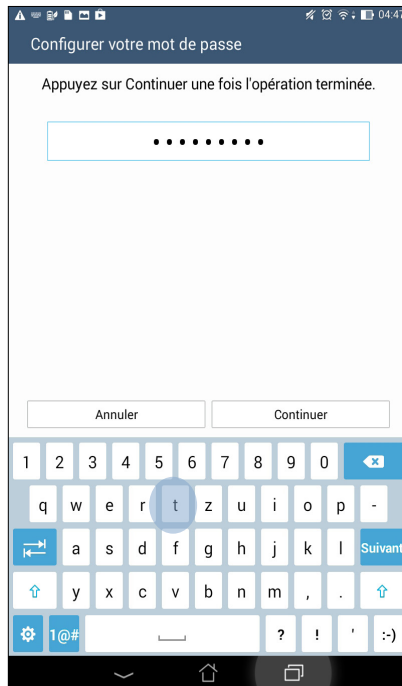 04:47
Configurer votre mot de passe
Appuyez sur Continuer une fois l'opération terminée.
•••••••••
Annuler Continuer
1 2 3 4 5 6 7 8 9 0
q w e r t z u i o p -
a s d f g h j k l Suivant
y x c v b n m , .
1@# ? ! ' :-)